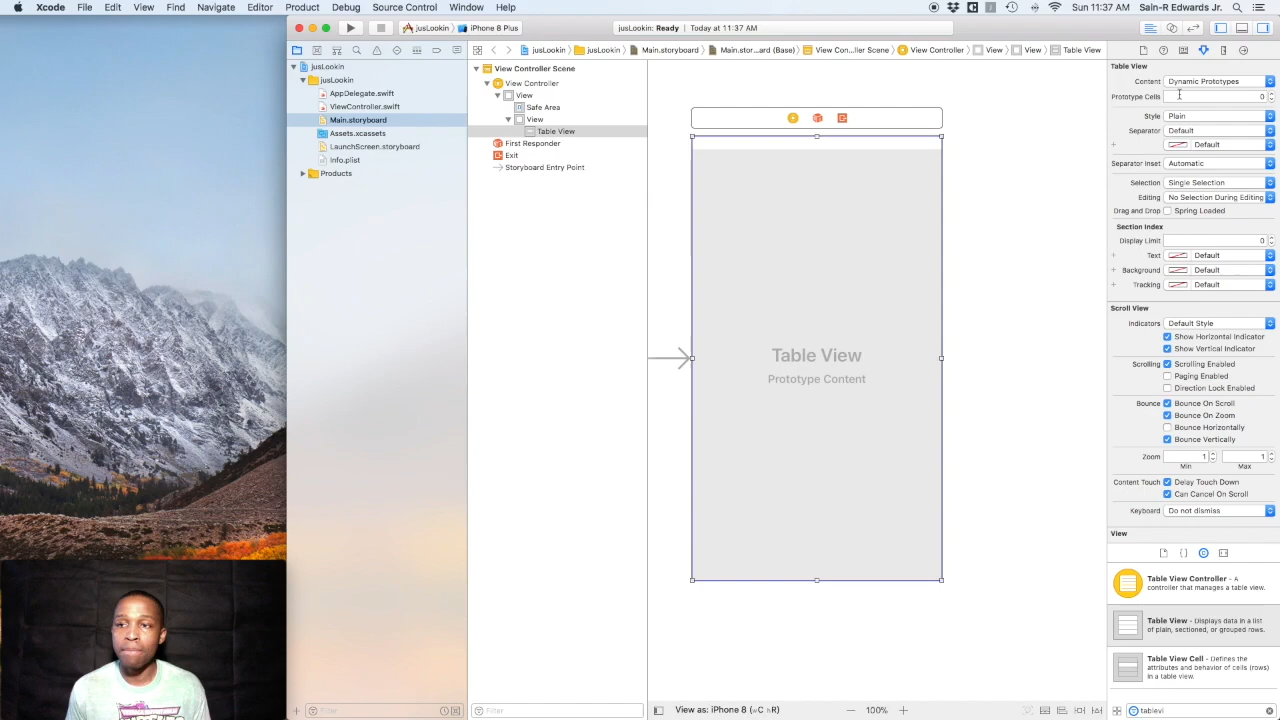 Xcode File Edit View Find Navigate Editor Product Debug Source Control Window Help
Sun 11:37 AM Sain-R Edwards Jr.
jusLookin iPhone 8 Plus
jusLookin: Ready | Today at 11:37 AM
jusLookin jusLookin Main.storyboard Main.stor...ard (Base) View Con...ller Scene View Controller View View Table View
jusLookin
jusLookin
AppDelegate.swift
ViewController.swift
Main.storyboard
Assets.xcassets
LaunchScreen.storyboard
Info.plist
Products
Filter
View Controller Scene
View Controller
View
Safe Area
View
Table View
First Responder
Exit
Storyboard Entry Point
Filter
Table View
Prototype Content
View as: iPhone 8 (wC hR)
100%
Table View
Content Dynamic Prototypes
Prototype Cells 0
Style Plain
Separator Default
Default
Separator Inset Automatic
Selection Single Selection
Editing No Selection During Editing
Drag and Drop Spring Loaded
Section Index
Display Limit 0
Text Default
Background Default
Tracking Default
Scroll View
Indicators Default Style
Show Horizontal Indicator
Show Vertical Indicator
Scrolling Scrolling Enabled
Paging Enabled
Direction Lock Enabled
Bounce Bounce On Scroll
Bounce On Zoom
Bounce Horizontally
Bounce Vertically
Zoom 1 1
Min Max
Content Touch Delay Touch Down
Can Cancel On Scroll
Keyboard Do not dismiss
View
Table View Controller - A
controller that manages a table view.
Table View - Displays data in a list
of plain, sectioned, or grouped rows.
Table View Cell - Defines the
attributes and behavior of cells (rows)
in a table view.
tablevi